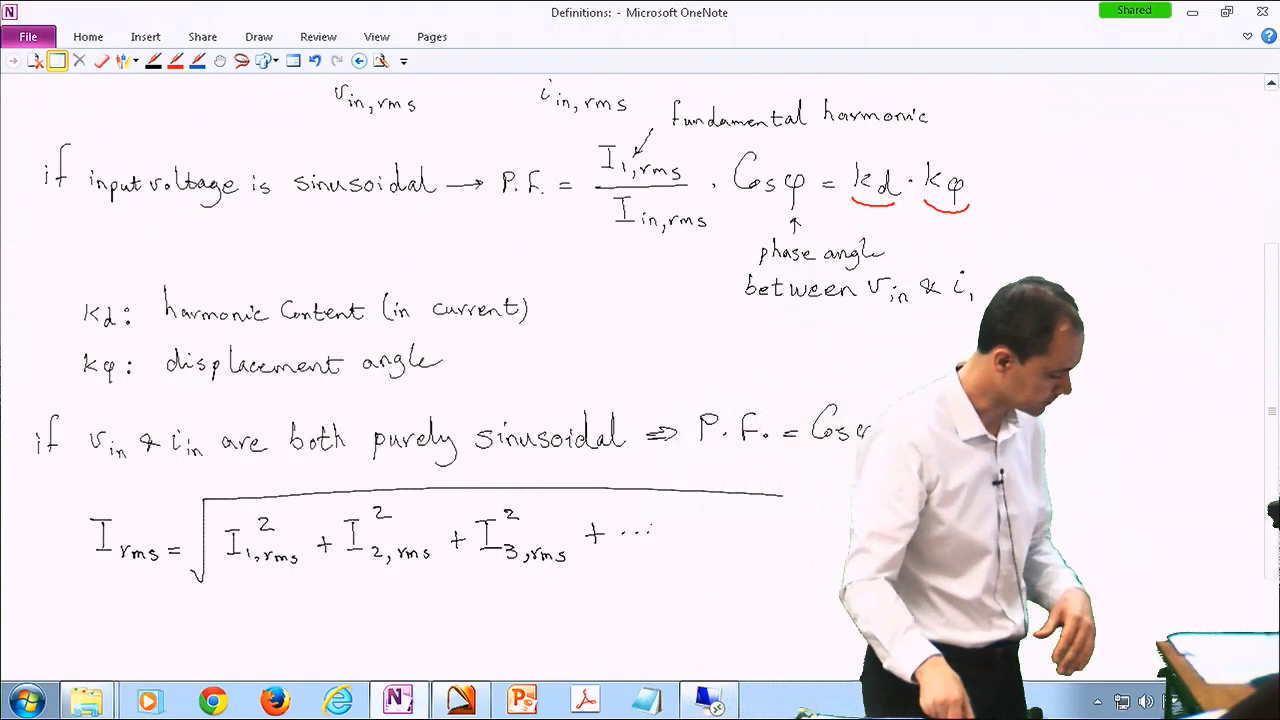 Definitions: - Microsoft OneNote
Shared
File Home Insert Share Draw Review View Pages
v_in,rms i_in,rms
fundamental harmonic
if input voltage is sinusoidal → P.F. = I_1,rms / I_in,rms · Cosφ = k_d · k_φ
phase angle
between v_in & i_1
k_d: harmonic Content (in current)
k_φ: displacement angle
if v_in & i_in are both purely sinusoidal ⇒ P.F. = Cos
I_rms = √(I²_1,rms + I²_2,rms + I²_3,rms + ...